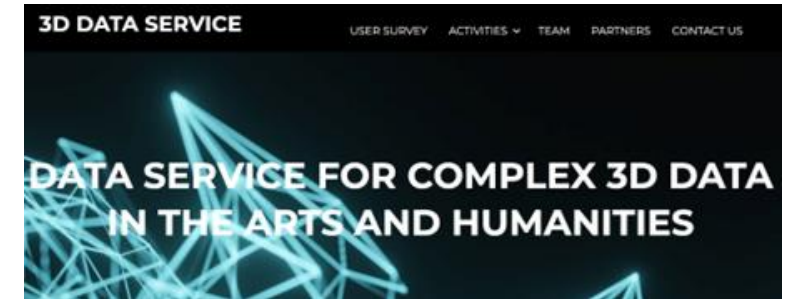 3D DATA SERVICE
USER SURVEY ACTIVITIES TEAM PARTNERS CONTACT US
DATA SERVICE FOR COMPLEX 3D DATA
IN THE ARTS AND HUMANITIES